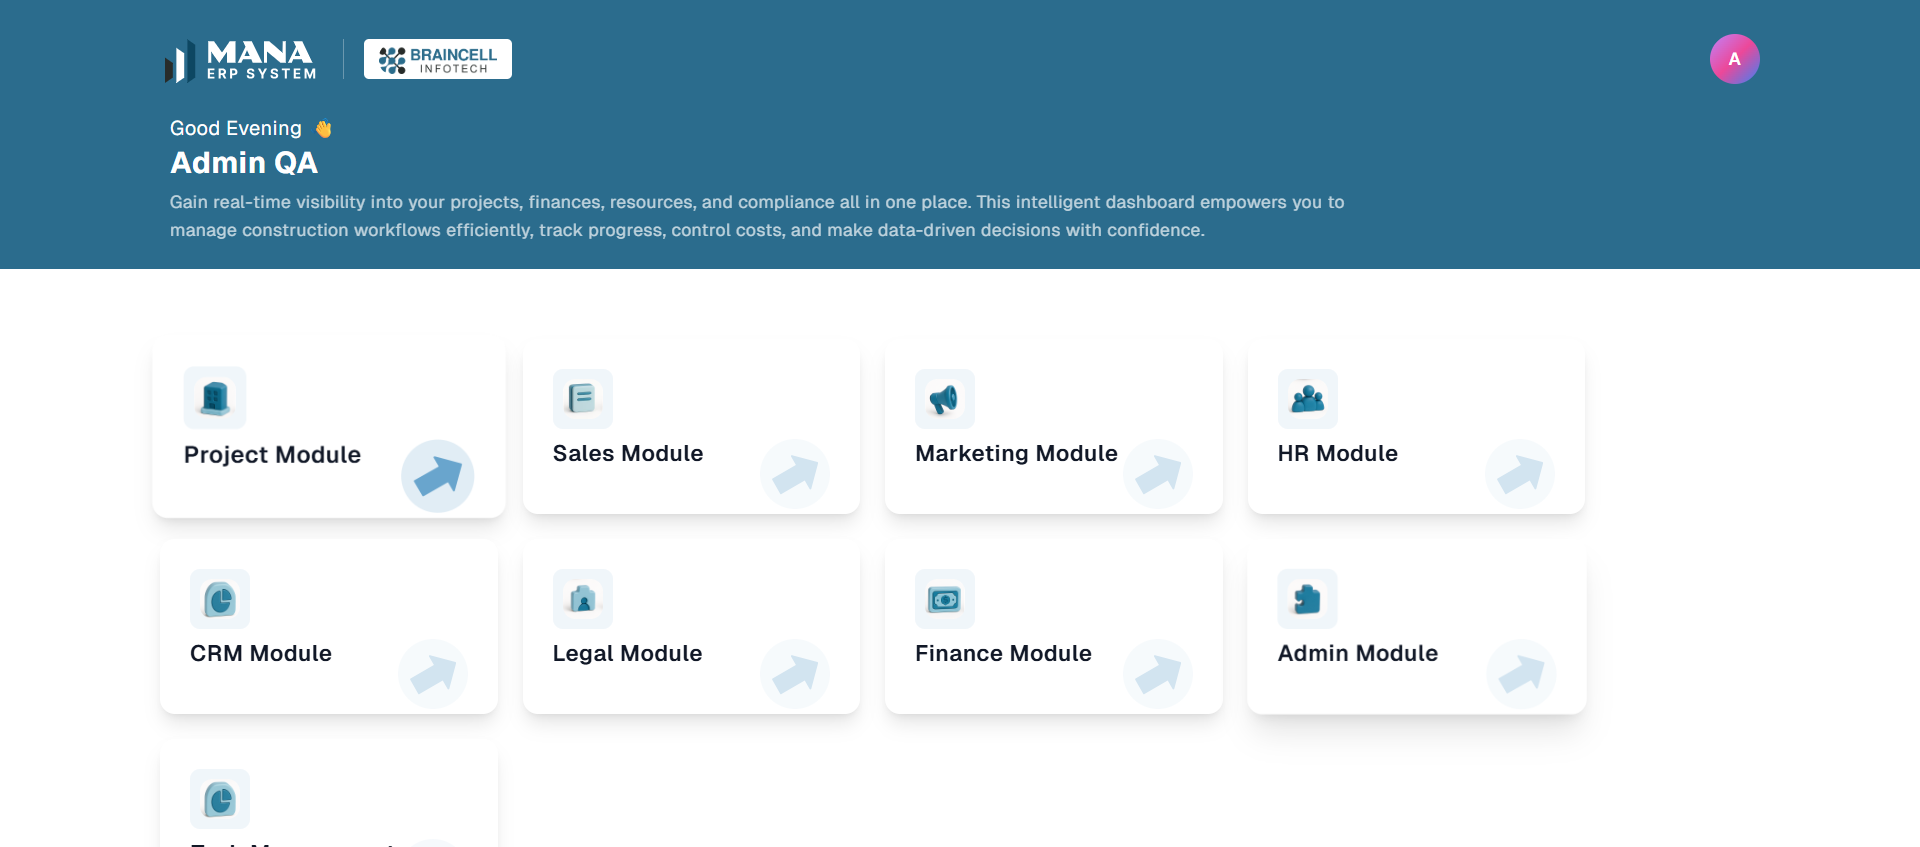 MANA
ERP SYSTEM
BRAINCELL
INFOTECH
A
Good Evening 👋
Admin QA
Gain real-time visibility into your projects, finances, resources, and compliance all in one place. This intelligent dashboard empowers you to
manage construction workflows efficiently, track progress, control costs, and make data-driven decisions with confidence.
Project Module
Sales Module
Marketing Module
HR Module
CRM Module
Legal Module
Finance Module
Admin Module